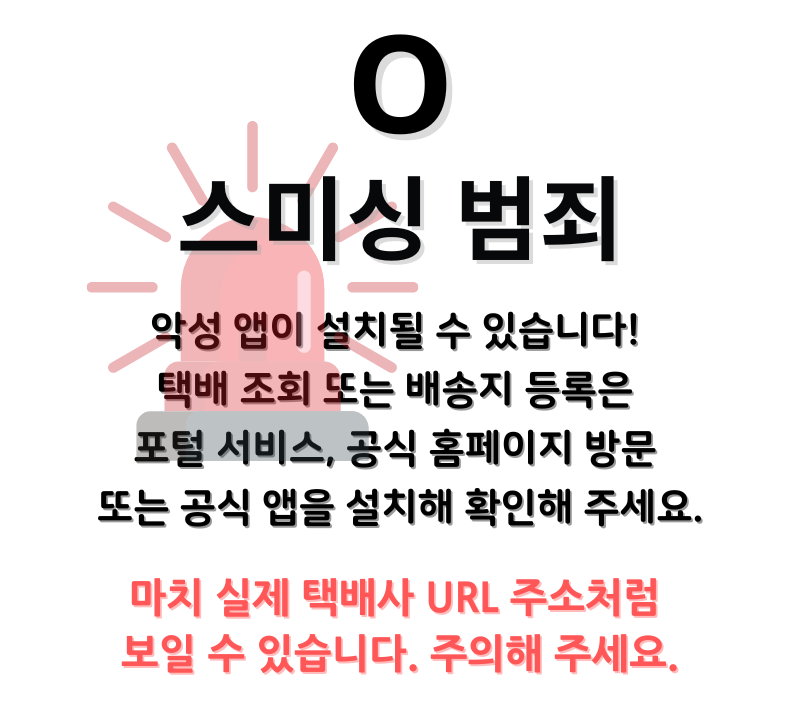 O
스미싱 범죄
악성 앱이 설치될 수 있습니다!
택배 조회 또는 배송지 등록은
포털 서비스, 공식 홈페이지 방문
또는 공식 앱을 설치해 확인해 주세요.
마치 실제 택배사 URL 주소처럼
보일 수 있습니다. 주의해 주세요.